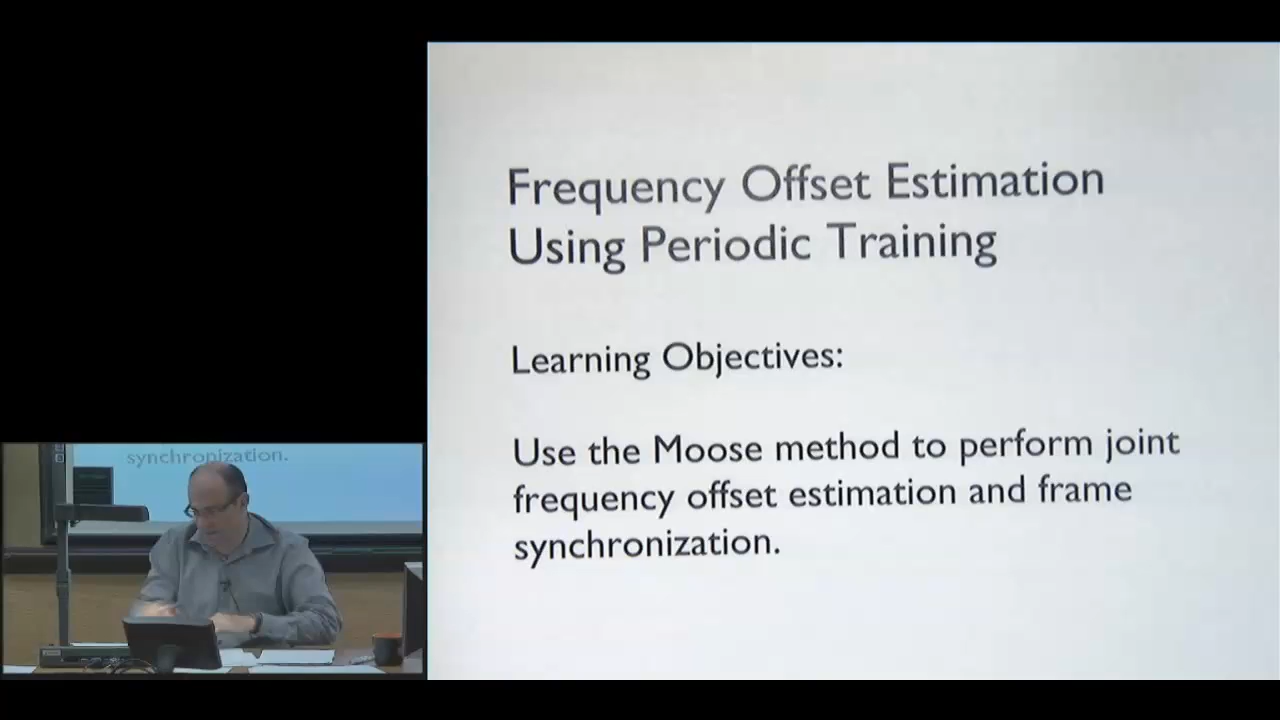 Frequency Offset Estimation
Using Periodic Training
Learning Objectives:
Use the Moose method to perform joint
frequency offset estimation and frame
synchronization.
synchronization.